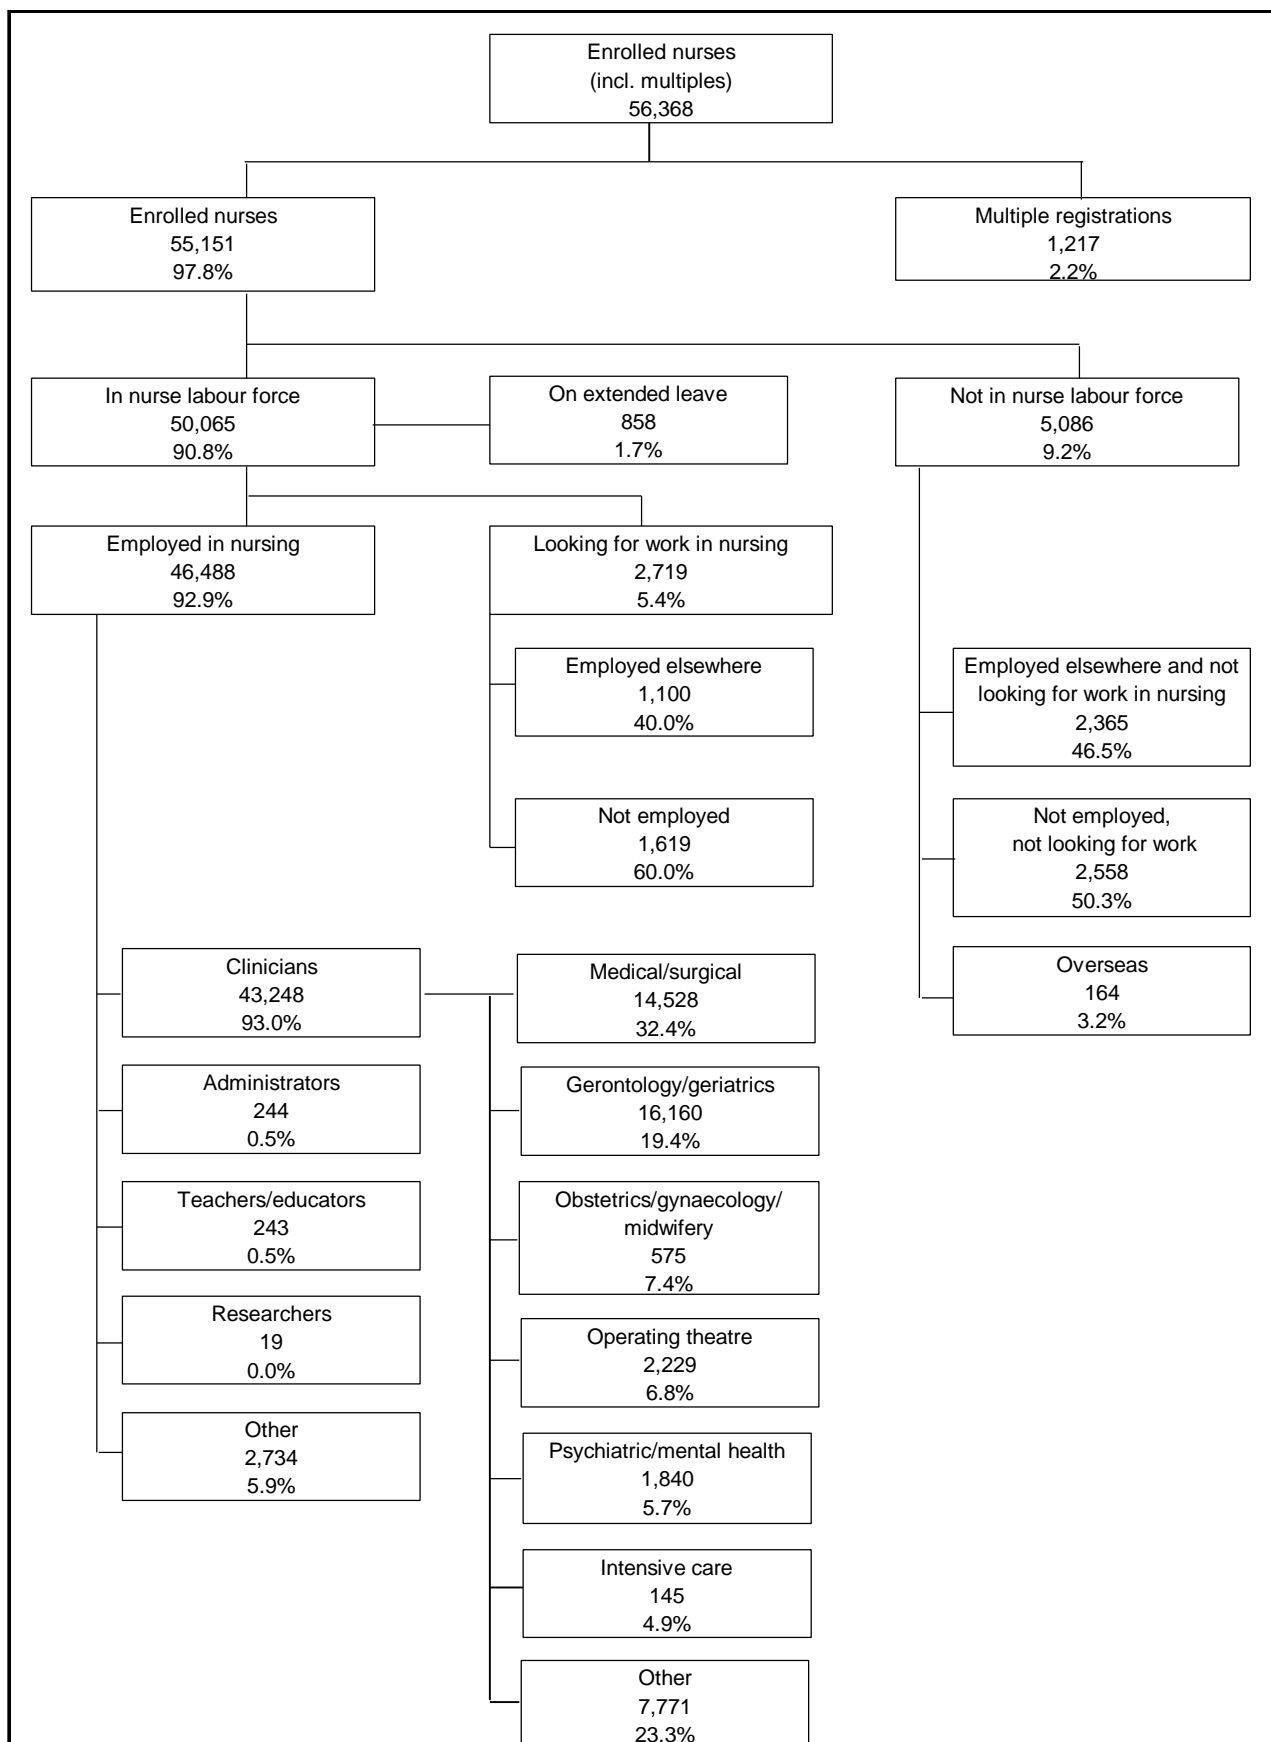 Enrolled nurses
(incl. multiples)
56,368
Enrolled nurses
55,151
97.8%
Multiple registrations
1,217
2.2%
In nurse labour force
50,065
90.8%
On extended leave
858
1.7%
Not in nurse labour force
5,086
9.2%
Employed in nursing
46,488
92.9%
Looking for work in nursing
2,719
5.4%
Employed elsewhere
1,100
40.0%
Employed elsewhere and not
looking for work in nursing
2,365
46.5%
Not employed
1,619
60.0%
Not employed,
not looking for work
2,558
50.3%
Overseas
164
3.2%
Clinicians
43,248
93.0%
Administrators
244
0.5%
Teachers/educators
243
0.5%
Researchers
19
0.0%
Other
2,734
5.9%
Medical/surgical
14,528
32.4%
Gerontology/geriatrics
16,160
19.4%
Obstetrics/gynaecology/
midwifery
575
7.4%
Operating theatre
2,229
6.8%
Psychiatric/mental health
1,840
5.7%
Intensive care
145
4.9%
Other
7,771
23.3%